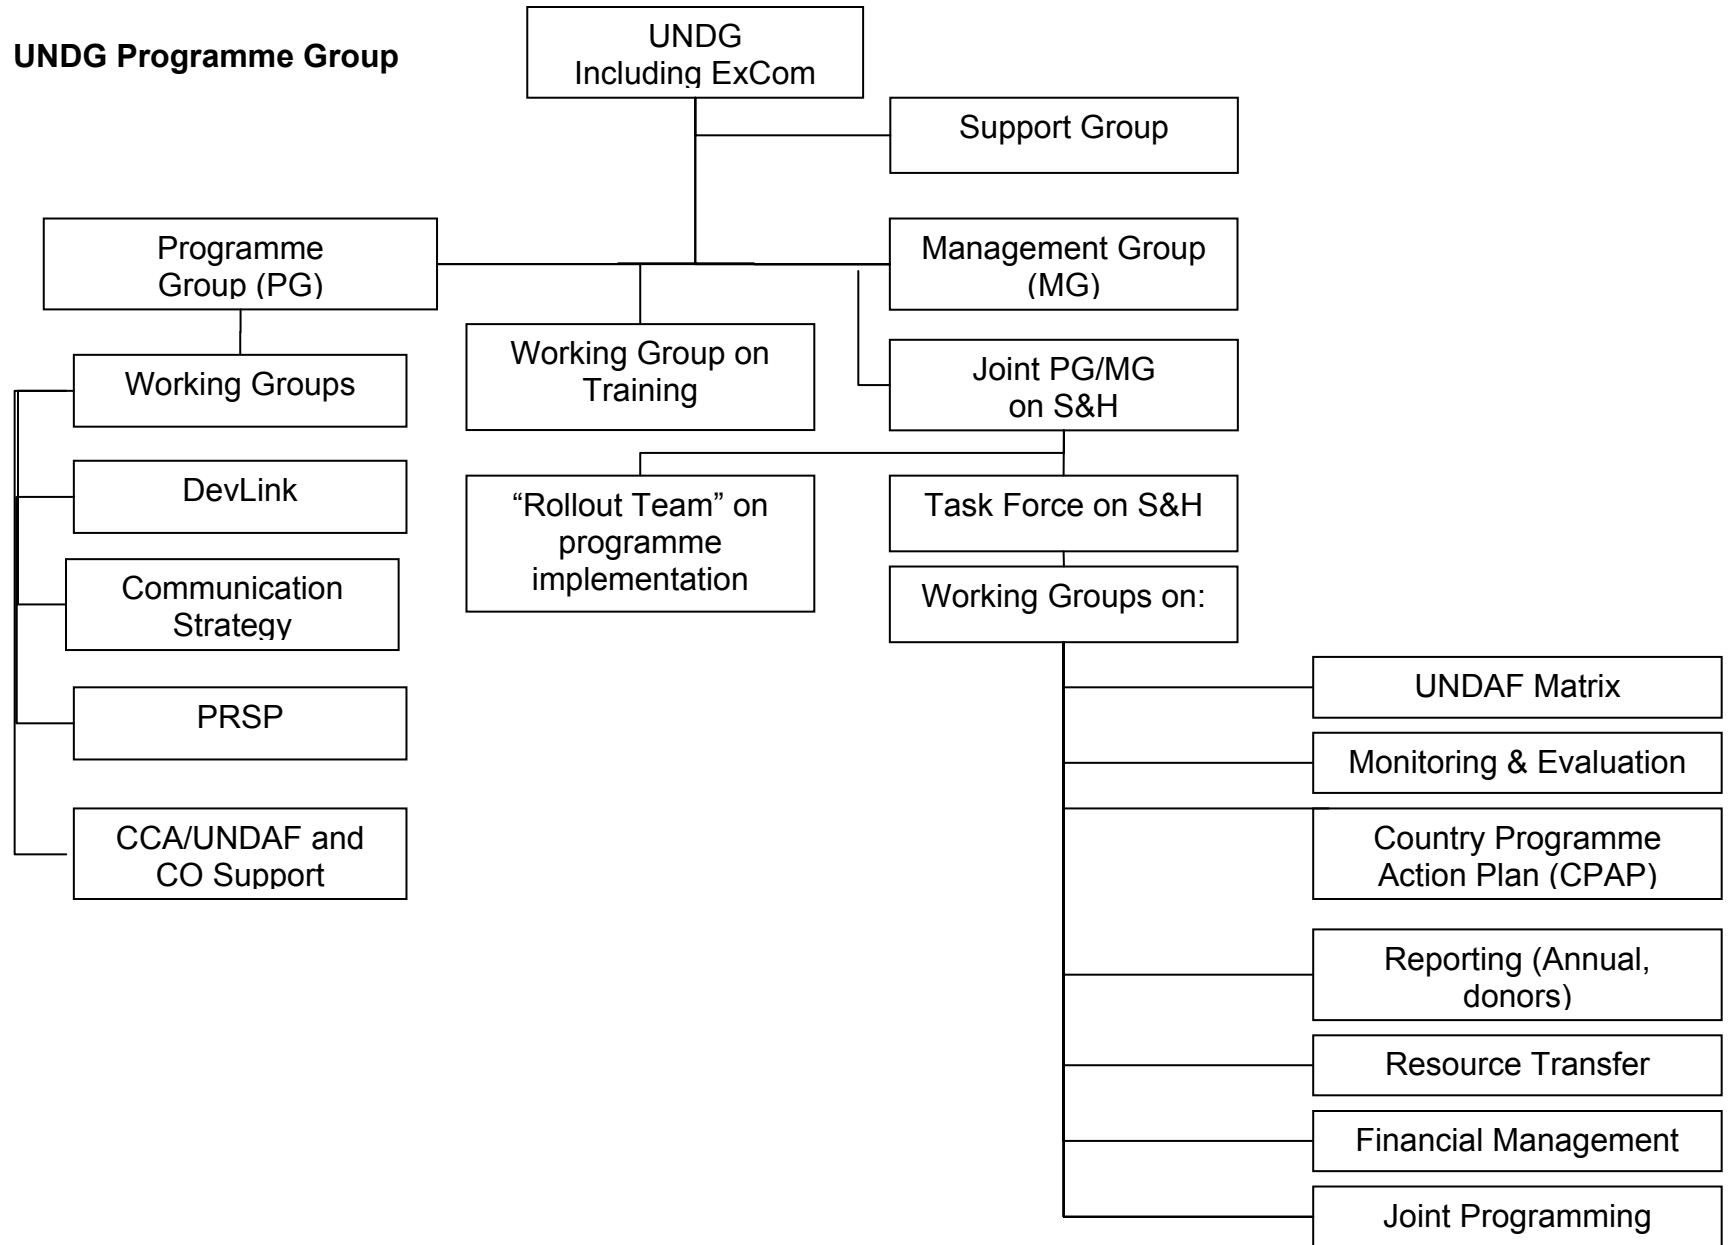 UNDG Programme Group
UNDG
Including ExCom
Support Group
Programme
Group (PG)
Management Group
(MG)
Working Group on
Training
Joint PG/MG
on S&H
Working Groups
DevLink
Communication
Strategy
PRSP
CCA/UNDAF and
CO Support
“Rollout Team” on
programme
implementation
Task Force on S&H
Working Groups on:
UNDAF Matrix
Monitoring & Evaluation
Country Programme
Action Plan (CPAP)
Reporting (Annual,
donors)
Resource Transfer
Financial Management
Joint Programming